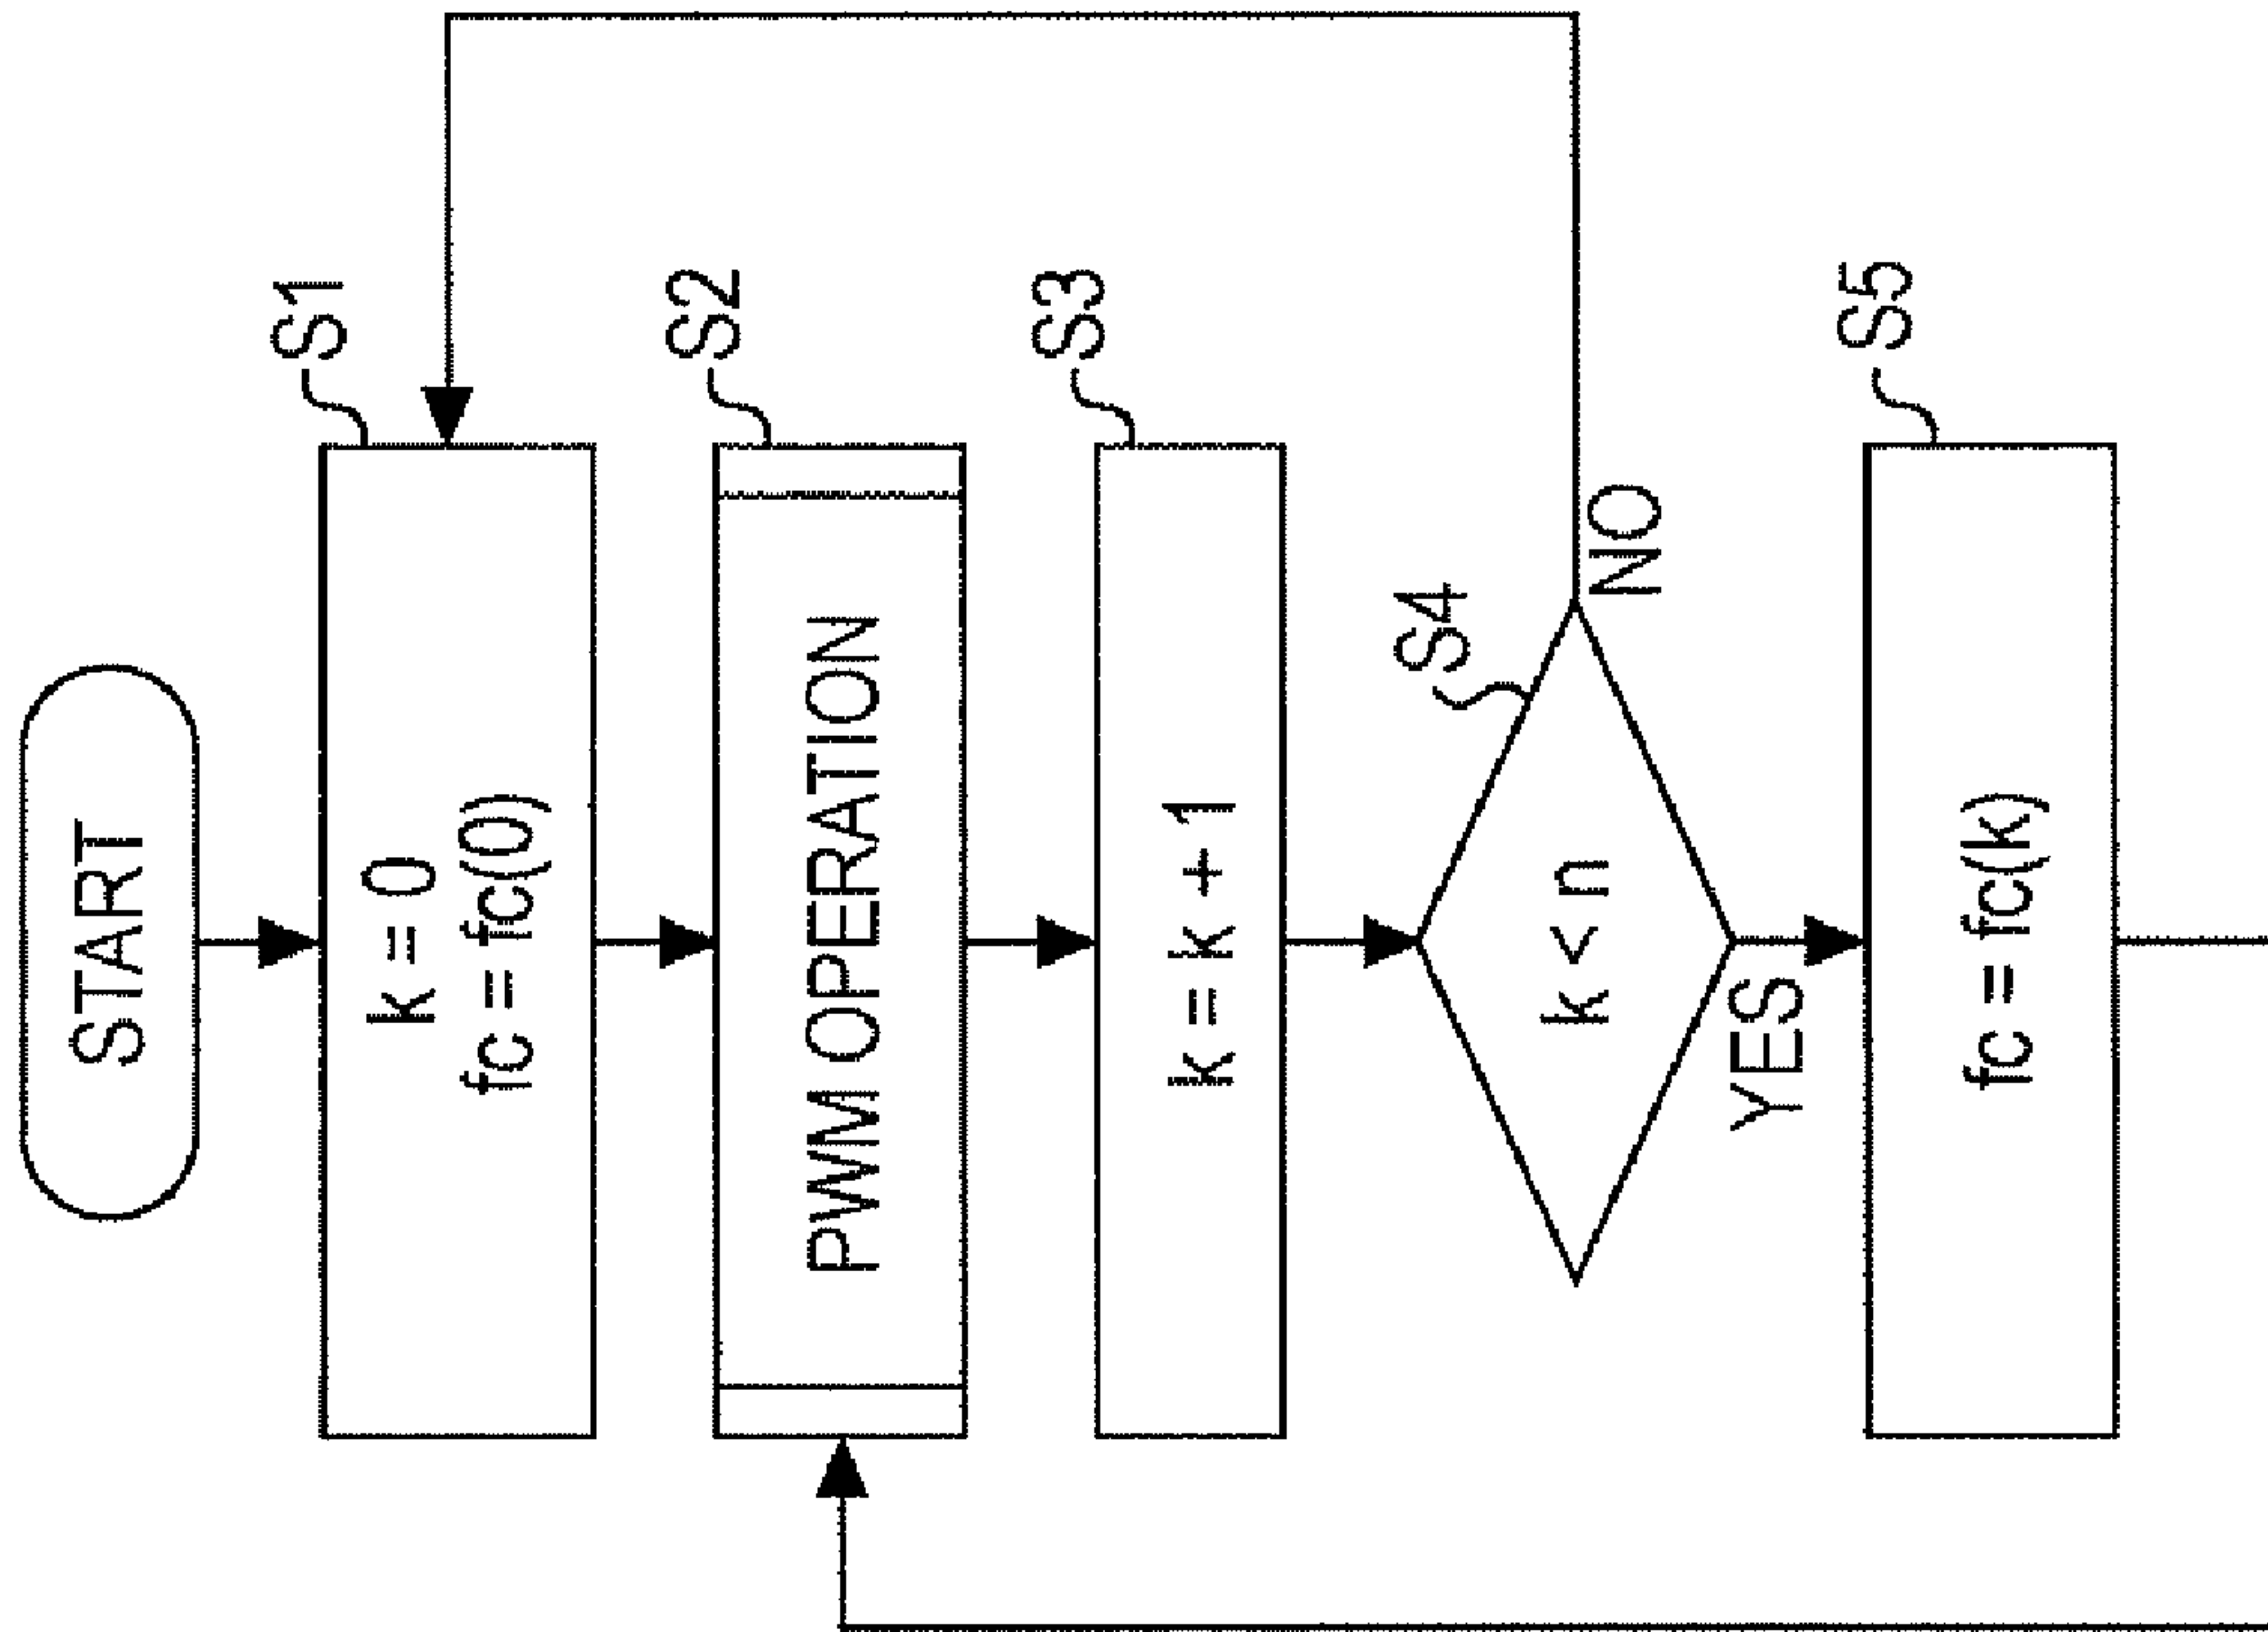 START
S1
k = 0
fc = fc(0)
S2
PWM OPERATION
S3
k = k + 1
S4
k < n
NO
YES
S5
fc = fc(k)